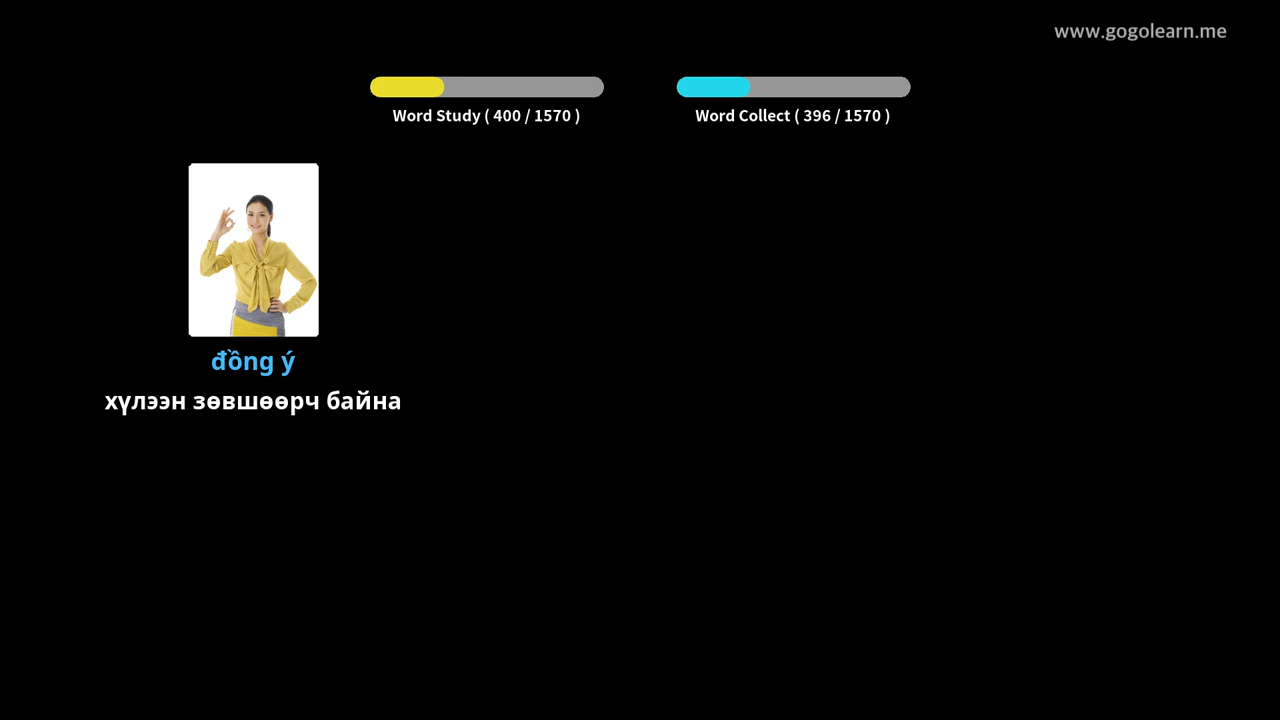 www.gogolearn.me
Word Study ( 400 / 1570 )
Word Collect ( 396 / 1570 )
đồng ý
хүлээн зөвшөөрч байна